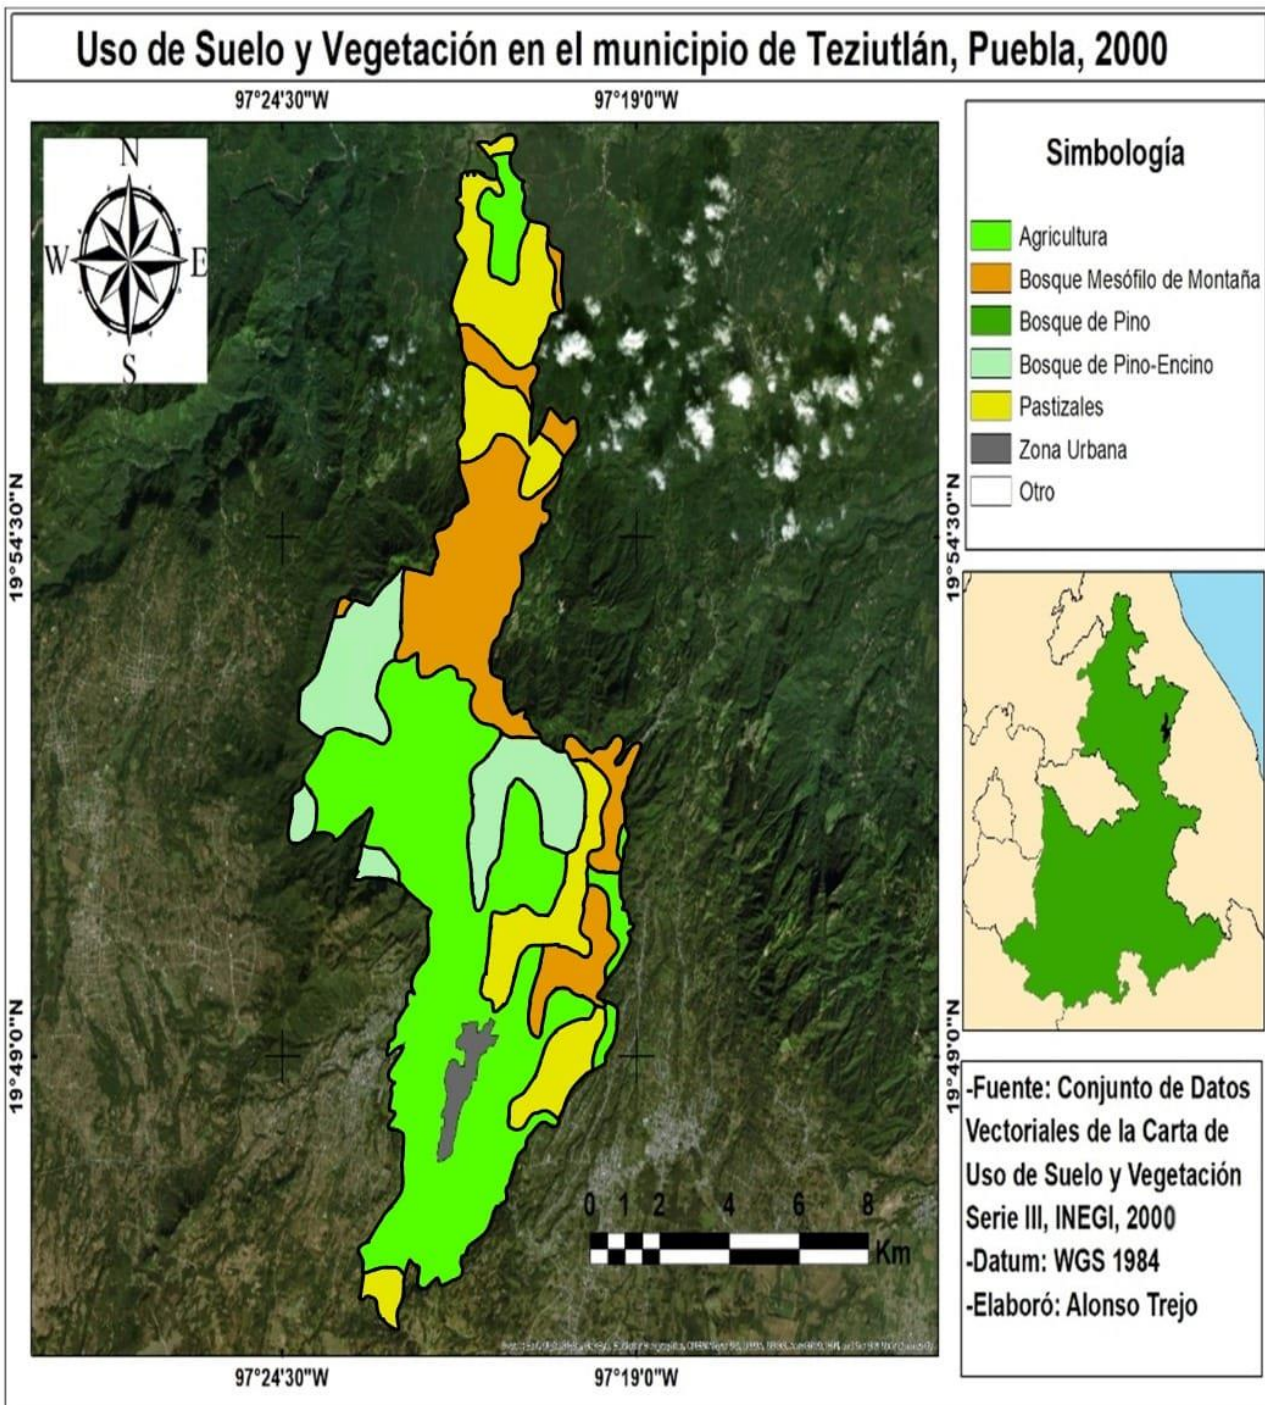 Uso de Suelo y Vegetación en el municipio de Teziutlán, Puebla, 2000
97°24'30"W
97°19'0"W
N
W
E
S
Simbología
Agricultura
Bosque Mesófilo de Montaña
Bosque de Pino
Bosque de Pino-Encino
Pastizales
Zona Urbana
Otro
19°54'30"N
19°54'30"N
19°49'0"N
19°49'0"N
0 1 2 4 6 8
Km
97°24'30"W
97°19'0"W
-Fuente: Conjunto de Datos
Vectoriales de la Carta de
Uso de Suelo y Vegetación
Serie III, INEGI, 2000
-Datum: WGS 1984
-Elaboró: Alonso Trejo